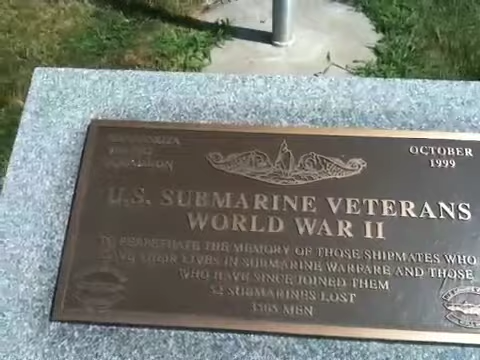 OCTOBER
1999
SQUADRON
U.S. SUBMARINE VETERANS
WORLD WAR II
TO PERPETUATE THE MEMORY OF THOSE SHIPMATES WHO
THEIR LIVES IN SUBMARINE WARFARE AND THOSE
WHO HAVE SINCE JOINED THEM
52 SUBMARINES LOST
MEN